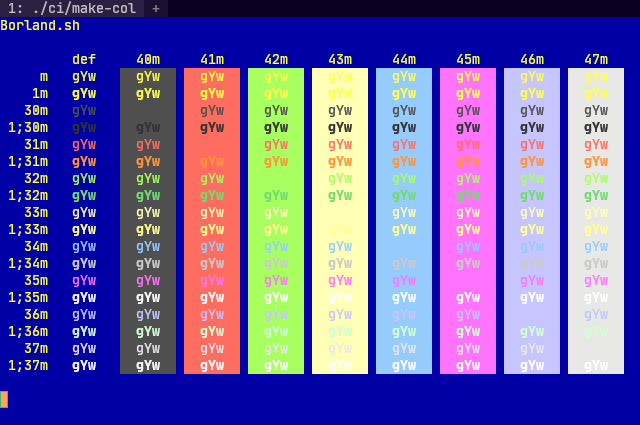 1: ./ci/make-col +
Borland.sh
def 40m 41m 42m 43m 44m 45m 46m 47m
m gYw gYw gYw gYw gYw gYw gYw gYw gYw
1m gYw gYw gYw gYw gYw gYw gYw gYw gYw
30m gYw gYw gYw gYw gYw gYw gYw gYw
1;30m gYw gYw gYw gYw gYw gYw gYw gYw gYw
31m gYw gYw gYw gYw gYw gYw gYw gYw
1;31m gYw gYw gYw gYw gYw gYw gYw gYw gYw
32m gYw gYw gYw gYw gYw gYw gYw gYw
1;32m gYw gYw gYw gYw gYw gYw gYw gYw gYw
33m gYw gYw gYw gYw gYw gYw gYw gYw
1;33m gYw gYw gYw gYw gYw gYw gYw gYw gYw
34m gYw gYw gYw gYw gYw gYw gYw gYw
1;34m gYw gYw gYw gYw gYw gYw gYw gYw gYw
35m gYw gYw gYw gYw gYw gYw gYw gYw
1;35m gYw gYw gYw gYw gYw gYw gYw gYw gYw
36m gYw gYw gYw gYw gYw gYw gYw gYw
1;36m gYw gYw gYw gYw gYw gYw gYw gYw gYw
37m gYw gYw gYw gYw gYw gYw gYw gYw
1;37m gYw gYw gYw gYw gYw gYw gYw gYw gYw